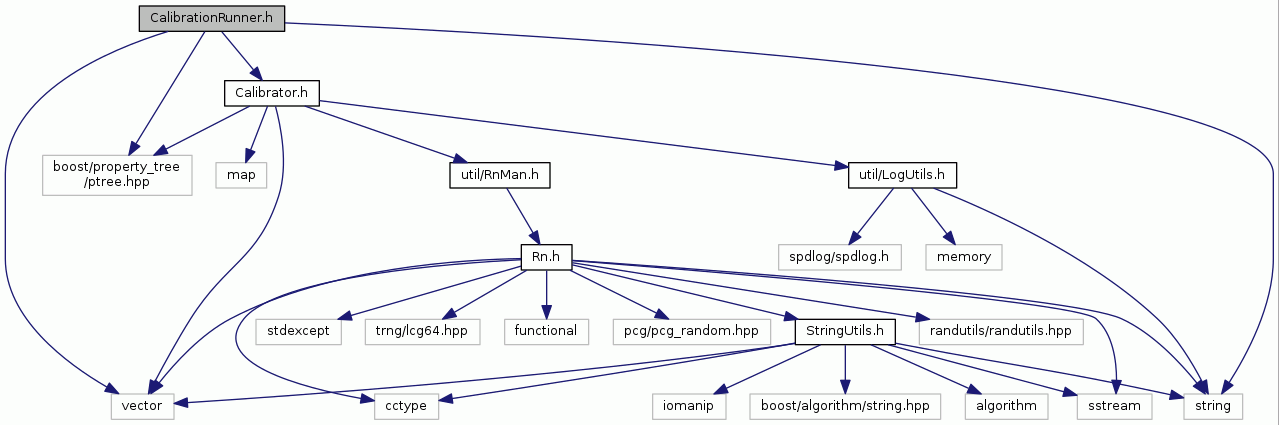 CalibrationRunner.h
Calibrator.h
boost/property_tree
/ptree.hpp
map
util/RnMan.h
util/LogUtils.h
Rn.h
spdlog/spdlog.h
memory
stdexcept
trng/lcg64.hpp
functional
pcg/pcg_random.hpp
StringUtils.h
randutils/randutils.hpp
vector
cctype
iomanip
boost/algorithm/string.hpp
algorithm
sstream
string